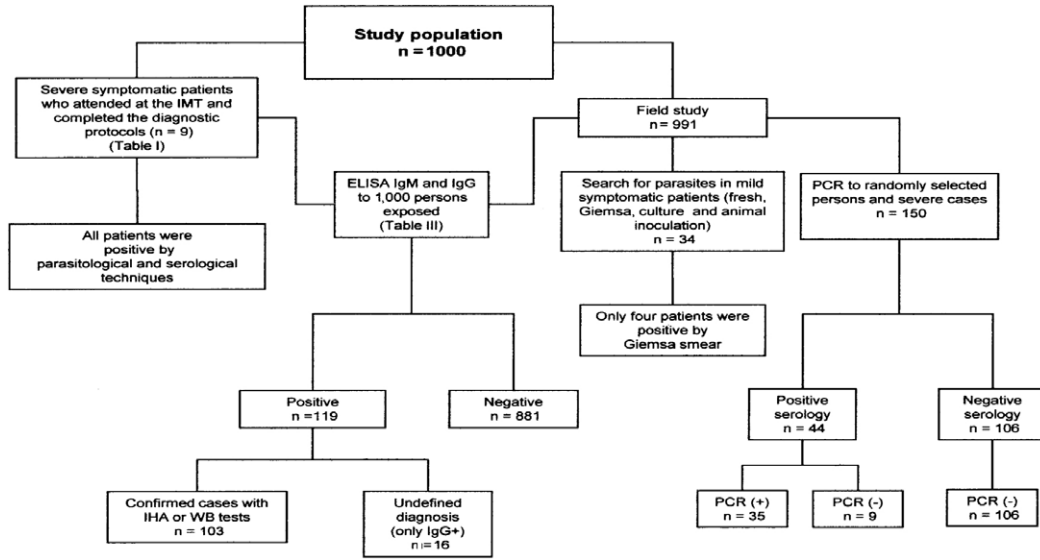 Study population
n = 1000
Severe symptomatic patients
who attended at the IMT and
completed the diagnostic
protocols (n = 9)
(Table I)
Field study
n = 991
ELISA IgM and IgG
to 1,000 persons
exposed
(Table III)
Search for parasites in mild
symptomatic patients (fresh,
Giemsa, culture and animal
inoculation)
n = 34
PCR to randomly selected
persons and severe cases
n = 150
All patients were
positive by
parasitological and serological
techniques
Only four patients were
positive by
Giemsa smear
Positive
n =119
Negative
n = 881
Positive
serology
n = 44
Negative
serology
n = 106
Confirmed cases with
IHA or WB tests
n = 103
Undefined
diagnosis
(only IgG+)
n = 16
PCR (+)
n = 35
PCR (-)
n = 9
PCR (-)
n = 106